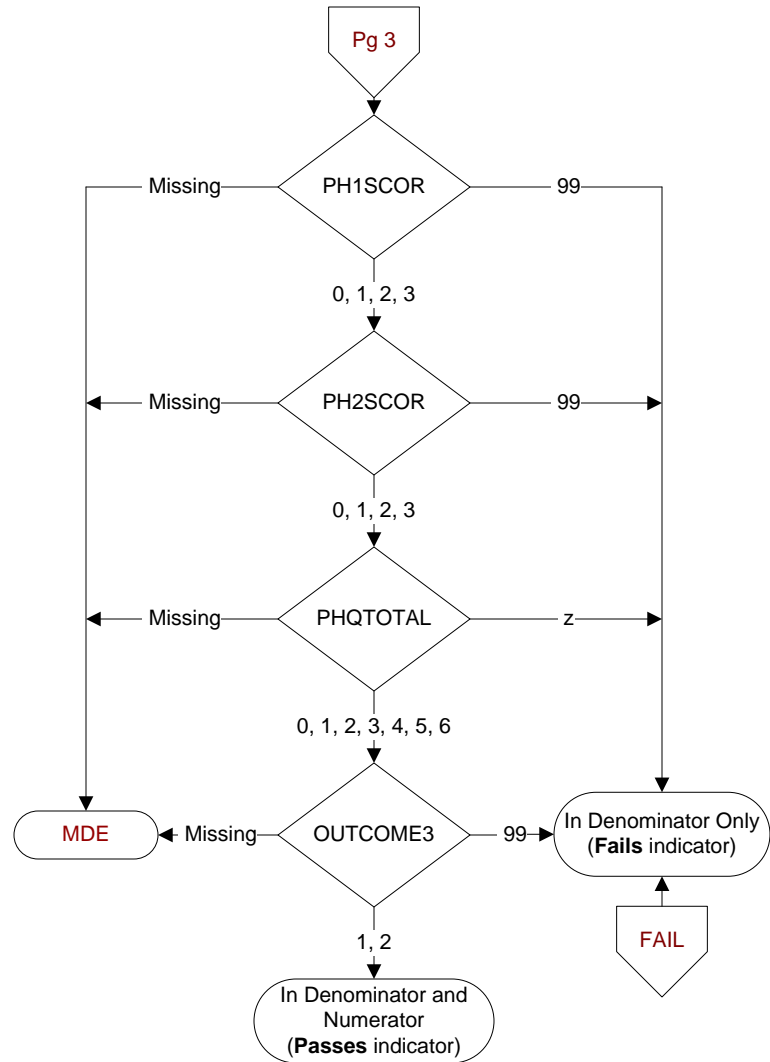 Pg 3
PH1SCOR
Missing
99
0, 1, 2, 3
PH2SCOR
Missing
99
0, 1, 2, 3
PHQTOTAL
Missing
z
0, 1, 2, 3, 4, 5, 6
MDE
Missing
OUTCOME3
99
In Denominator Only
(Fails indicator)
1, 2
FAIL
In Denominator and
Numerator
(Passes indicator)